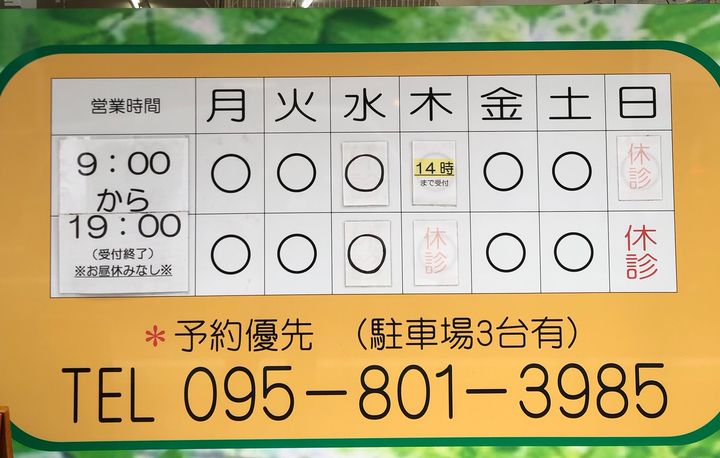 営業時間 月 火 水 木 金 土 日
9：00 ○ ○ ○ 14時 ○ ○ 休診
から まで受付
19：00 ○ ○ ○ 休診 ○ ○ 休診
（受付終了）
※お昼休みなし※
＊予約優先 （駐車場3台有）
TEL 095－801－3985